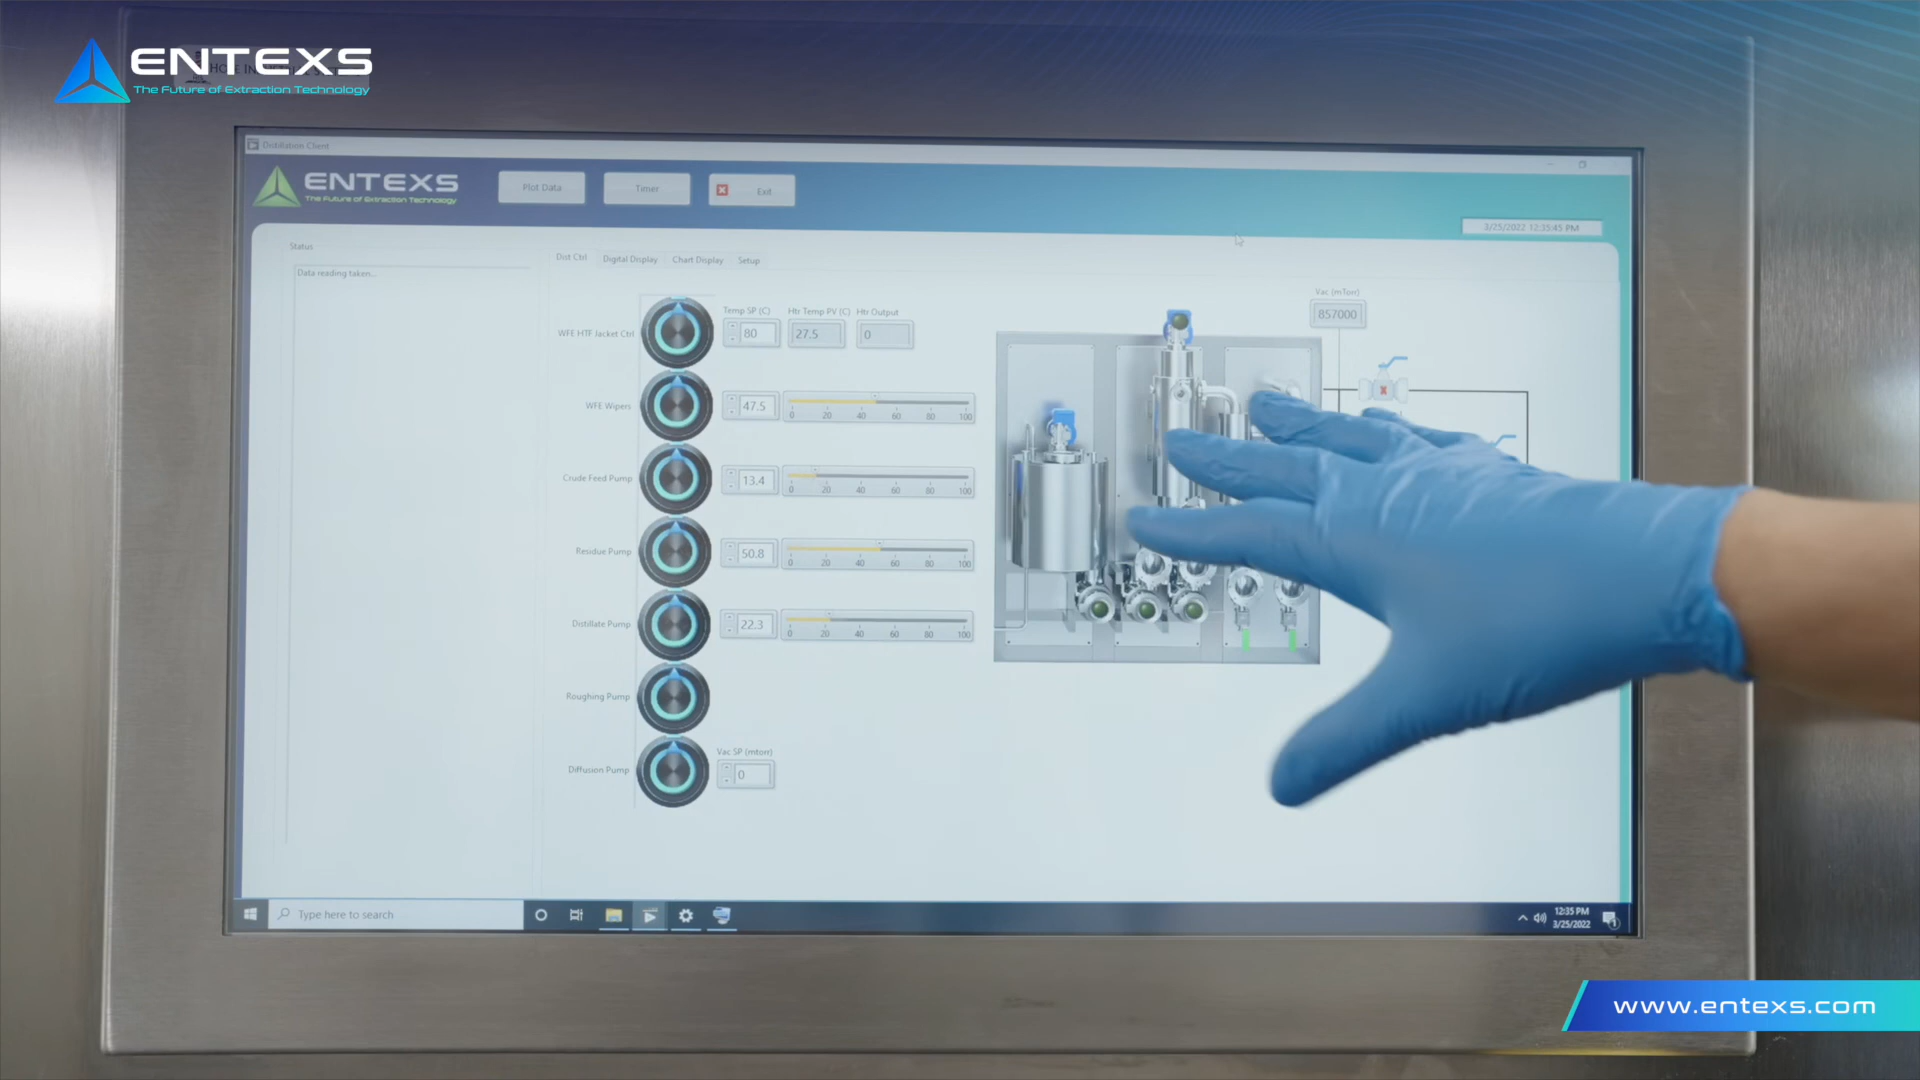 ENTEXS
The Future of Extraction Technology
Distillation Client
ENTEXS
The Future of Extraction Technology
Plot Data
Timer
Exit
3/25/2022 12:35:45 PM
Status
Data reading taken...
Dist Ctrl
Digital Display
Chart Display
Setup
Vac (mTorr)
857000
Temp SP (C)
Htr Temp PV (C)
Htr Output
WFE HTF Jacket Ctrl
80
27.5
0
WFE Wipers
47.5
0 20 40 60 80 100
Crude Feed Pump
13.4
0 20 40 60 80 100
Residue Pump
50.8
0 20 40 60 80 100
Distillate Pump
22.3
0 20 40 60 80 100
Roughing Pump
Vac SP (mtorr)
Diffusion Pump
0
Type here to search
12:35 PM
3/25/2022
www.entexs.com